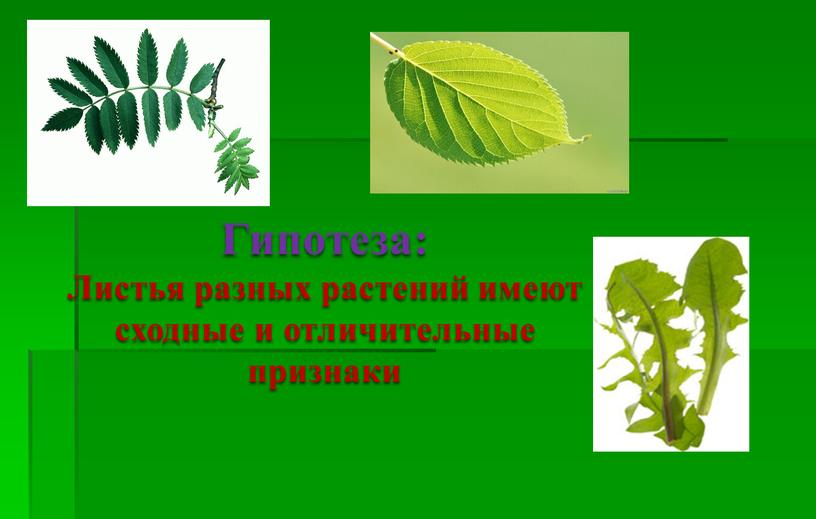 Гипотеза:
Листья разных растений имеют
сходные и отличительные
признаки